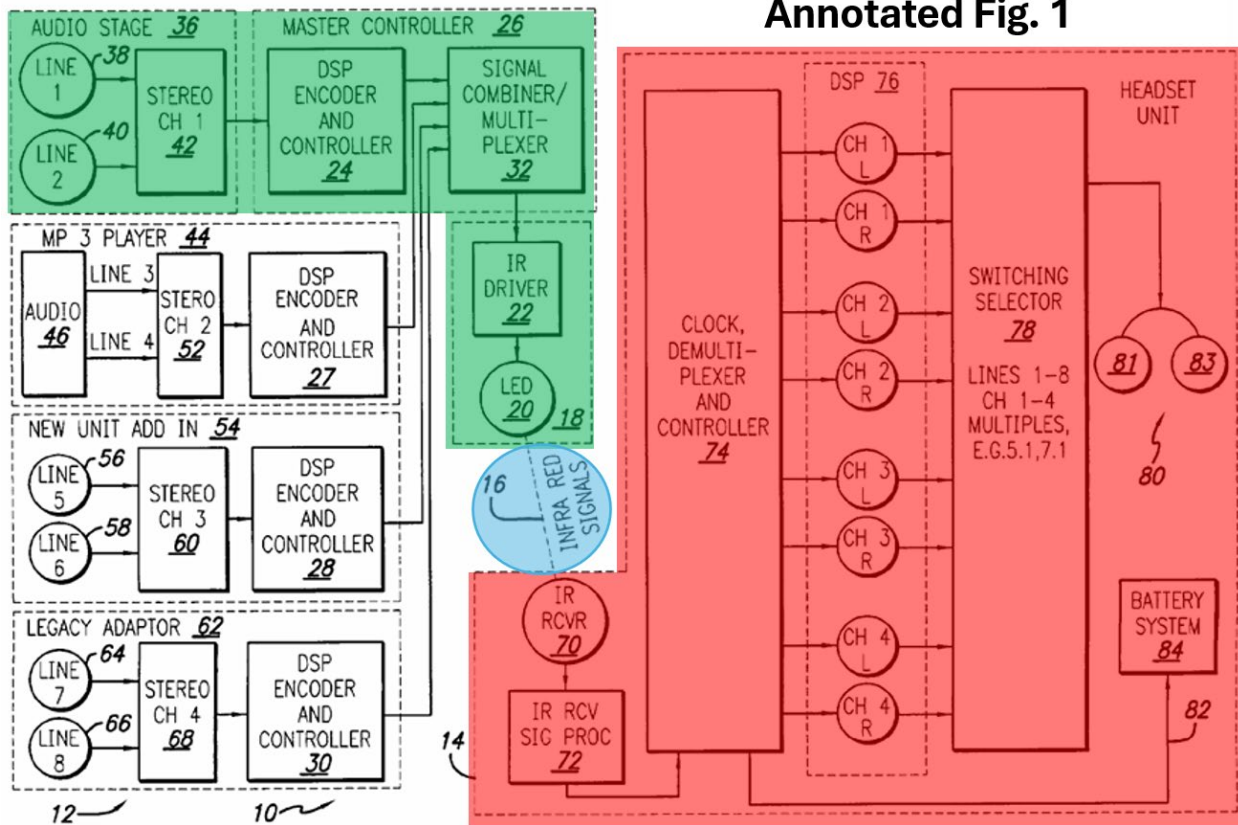 Annotated Fig. 1
AUDIO STAGE 36
LINE
1
38
LINE
2
40
STEREO
CH 1
42
MASTER CONTROLLER 26
DSP
ENCODER
AND
CONTROLLER
24
SIGNAL
COMBINER/
MULTI-
PLEXER
32
MP 3 PLAYER 44
AUDIO
46
LINE 3
LINE 4
STERO
CH 2
52
DSP
ENCODER
AND
CONTROLLER
27
NEW UNIT ADD IN 54
LINE
5
56
LINE
6
58
STEREO
CH 3
60
DSP
ENCODER
AND
CONTROLLER
28
LEGACY ADAPTOR 62
LINE
7
64
LINE
8
66
STEREO
CH 4
68
DSP
ENCODER
AND
CONTROLLER
30
12
10
IR
DRIVER
22
LED
20
18
16
INFRA RED
SIGNALS
IR
RCVR
70
IR RCV
SIG PROC
72
14
CLOCK,
DEMULTI-
PLEXER
AND
CONTROLLER
74
DSP 76
CH 1
L
CH 1
R
CH 2
L
CH 2
R
CH 3
L
CH 3
R
CH 4
L
CH 4
R
SWITCHING
SELECTOR
78
LINES 1-8
CH 1-4
MULTIPLES,
E.G.5.1,7.1
HEADSET
UNIT
81
83
80
BATTERY
SYSTEM
84
82